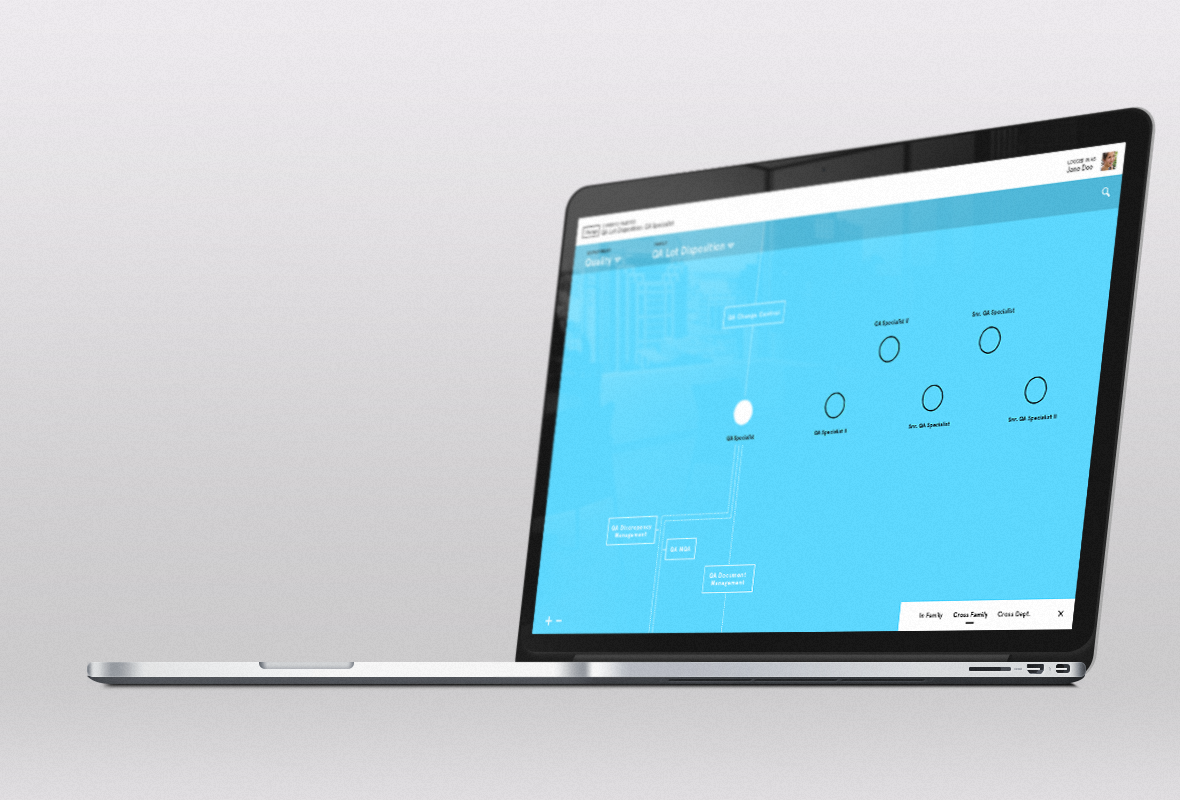 LOGGED IN AS
Jane Doe
QA Lot Disposition: QA Specialist
Quality
QA Lot Disposition
QA Change Control
QA Specialist II
Snr. QA Specialist
QA Specialist
QA Specialist II
Snr. QA Specialist
Snr. QA Specialist II
QA Discrepancy
Management
QA MQA
QA Document
Management
+ −
In Family
Cross Family
Cross Dept.
X